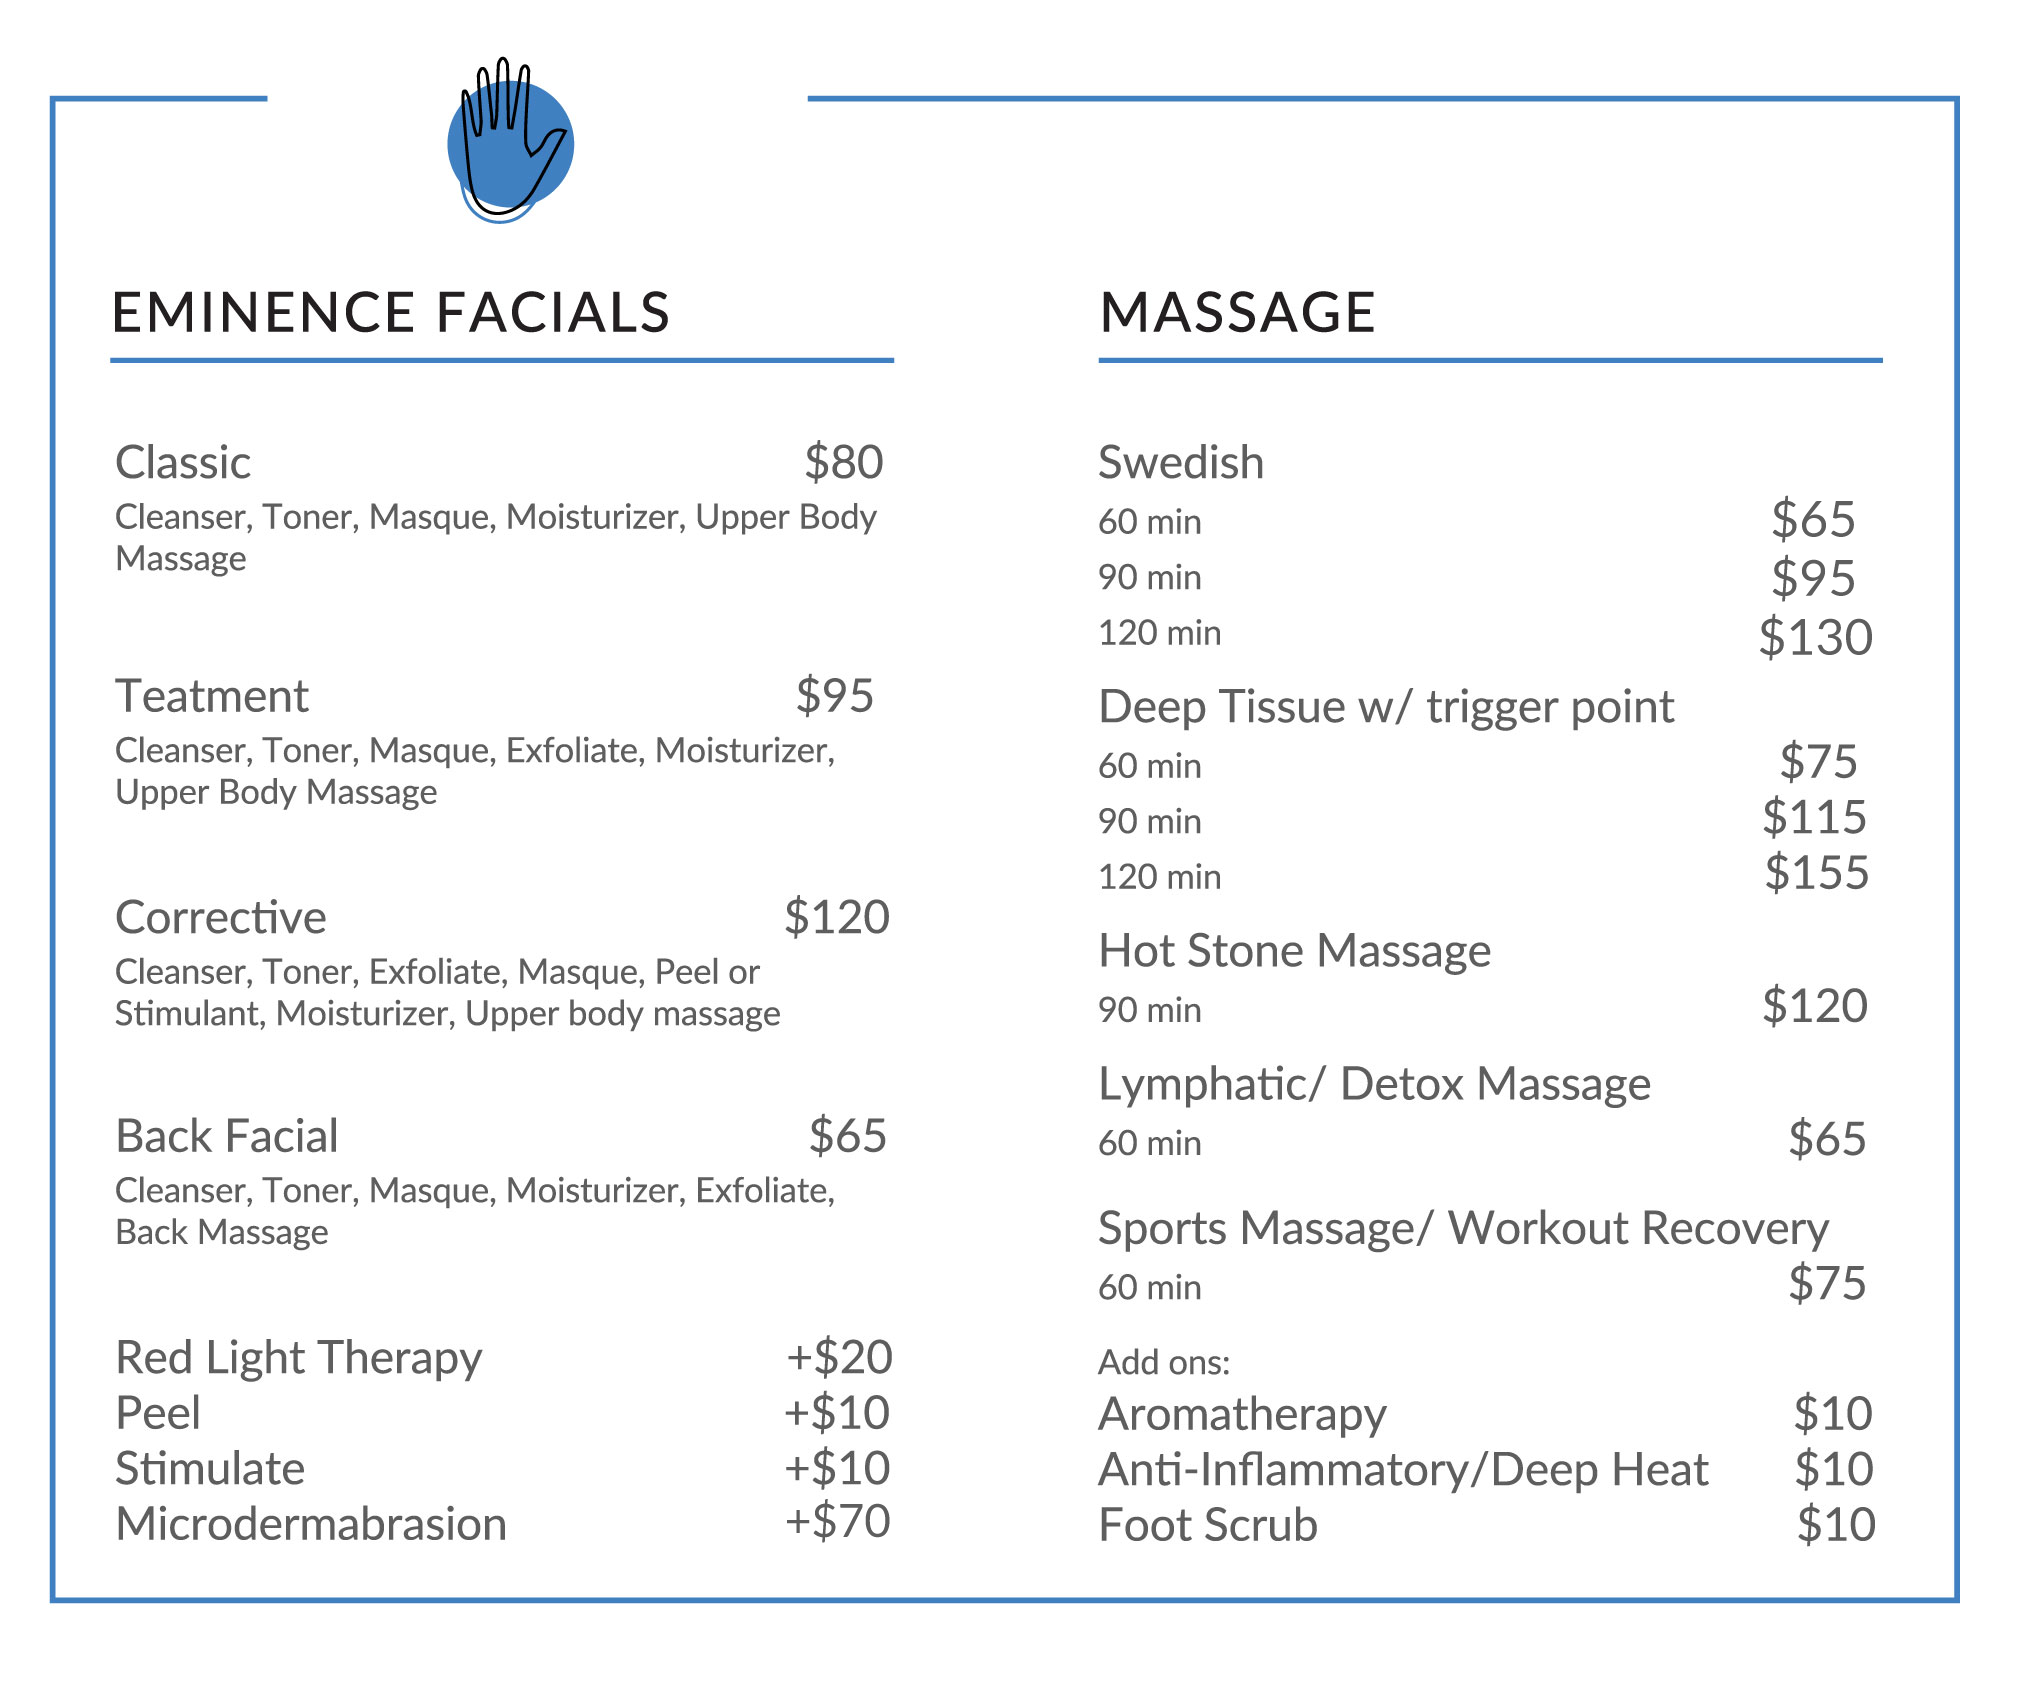 EMINENCE FACIALS
Classic $80
Cleanser, Toner, Masque, Moisturizer, Upper Body
Massage
Teatment $95
Cleanser, Toner, Masque, Exfoliate, Moisturizer,
Upper Body Massage
Corrective $120
Cleanser, Toner, Exfoliate, Masque, Peel or
Stimulant, Moisturizer, Upper body massage
Back Facial $65
Cleanser, Toner, Masque, Moisturizer, Exfoliate,
Back Massage
Red Light Therapy +$20
Peel +$10
Stimulate +$10
Microdermabrasion +$70
MASSAGE
Swedish
60 min $65
90 min $95
120 min $130
Deep Tissue w/ trigger point
60 min $75
90 min $115
120 min $155
Hot Stone Massage
90 min $120
Lymphatic/ Detox Massage
60 min $65
Sports Massage/ Workout Recovery
60 min $75
Add ons:
Aromatherapy $10
Anti-Inflammatory/Deep Heat $10
Foot Scrub $10